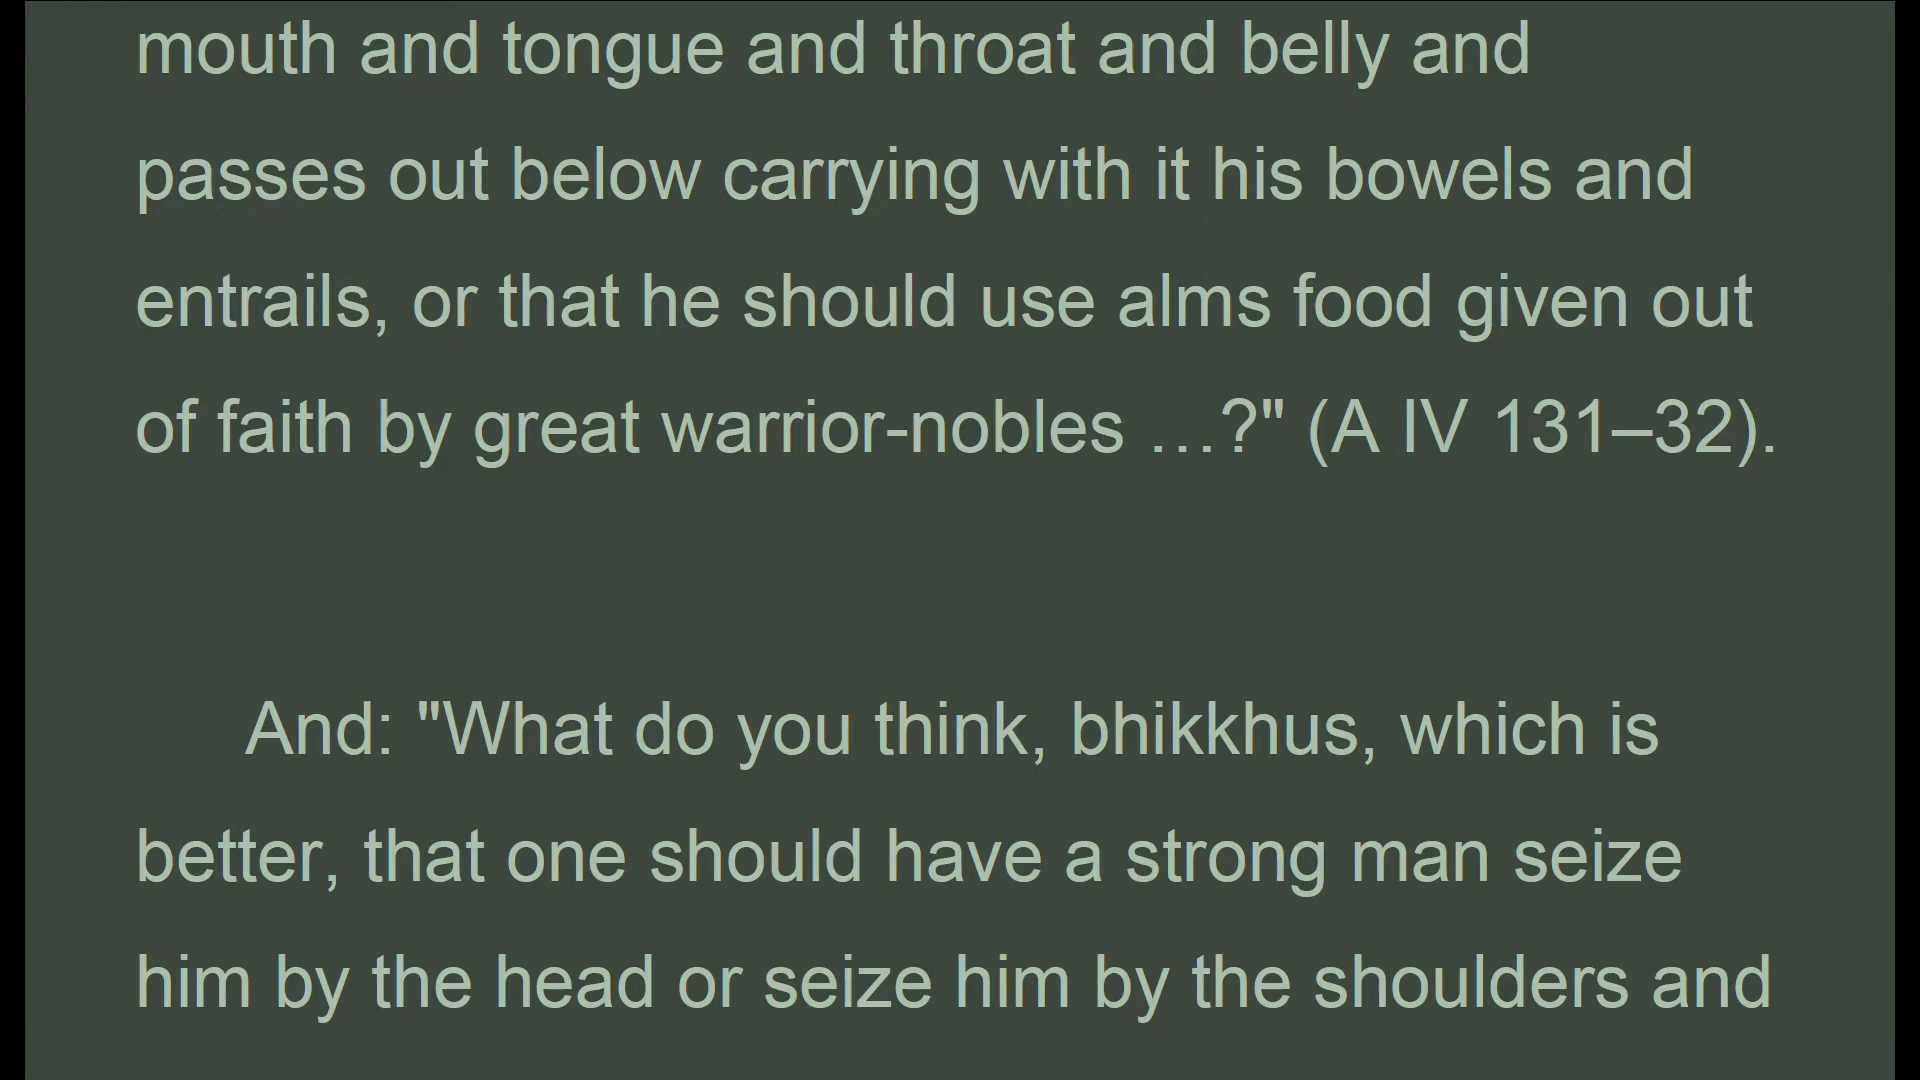 mouth and tongue and throat and belly and
passes out below carrying with it his bowels and
entrails, or that he should use alms food given out
of faith by great warrior-nobles …?" (A IV 131–32).
And: "What do you think, bhikkhus, which is
better, that one should have a strong man seize
him by the head or seize him by the shoulders and